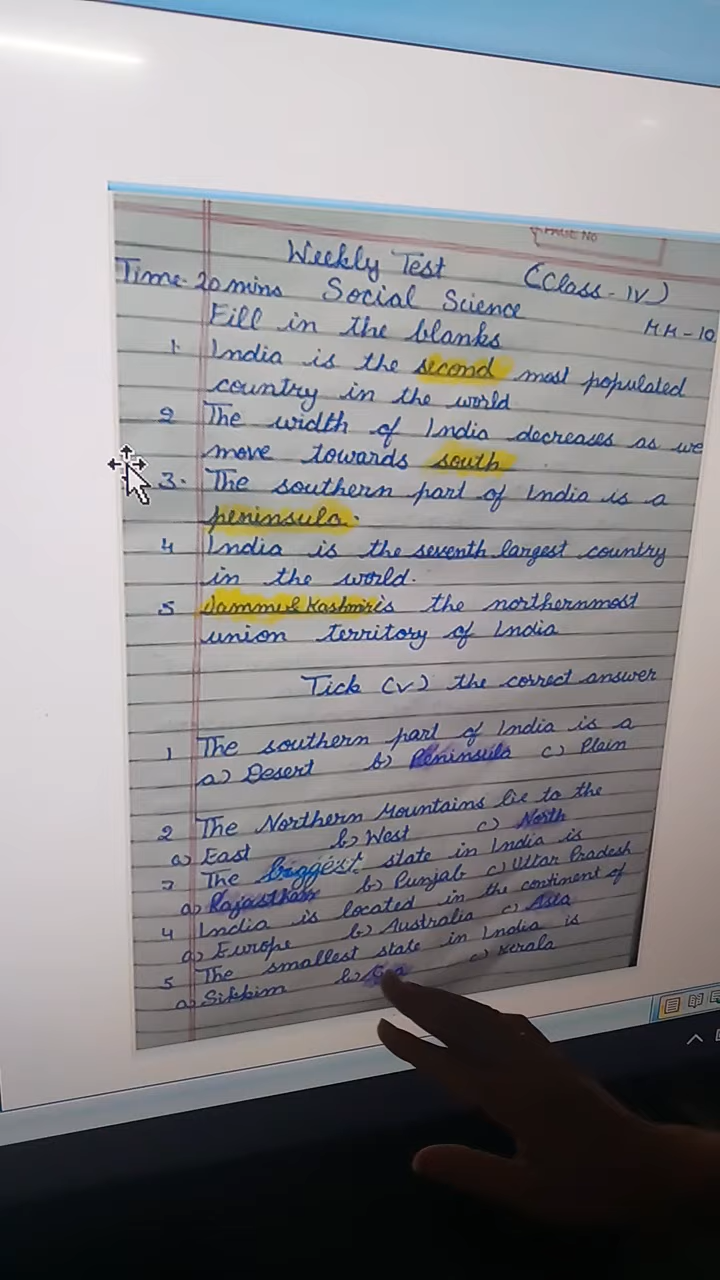 PAGE No
Weekly Test (Class-IV)
Time-20 mins Social Science
Fill in the blanks MM-10
1. India is the second most populated
country in the world
2 The width of India decreases as we
move towards south
3. The southern part of India is a
peninsula.
4 India is the seventh largest country
in the world.
5 Jammu & Kashmir is the northernmost
union territory of India
Tick (v) the correct answer
1 The southern part of India is a
a) Desert b) Peninsula c) Plain
2 The Northern Mountains lie to the
a) East b) West c) North
3 The biggest state in India is
a) Rajasthan b) Punjab c) Uttar Pradesh
4 India is located in the continent of
a) Europe b) Australia c) Asia
5 The smallest state in India is
a) Sikkim b) Goa c) Kerala